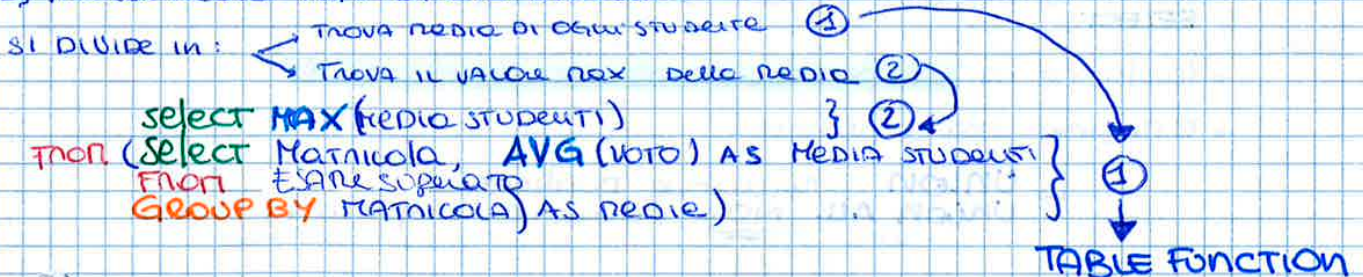 SI DIVIDE IN:
TROVA MEDIA DI OGNI STUDENTE ①
TROVA IL VALORE MAX DELLA MEDIA ②
select MAX(MEDIA STUDENTI) } ②
FROM (select MATRICOLA, AVG(VOTO) AS MEDIA STUDENTI
FROM ESAME SUPERATO } ①
GROUP BY MATRICOLA) AS MEDIE)
TABLE FUNCTION